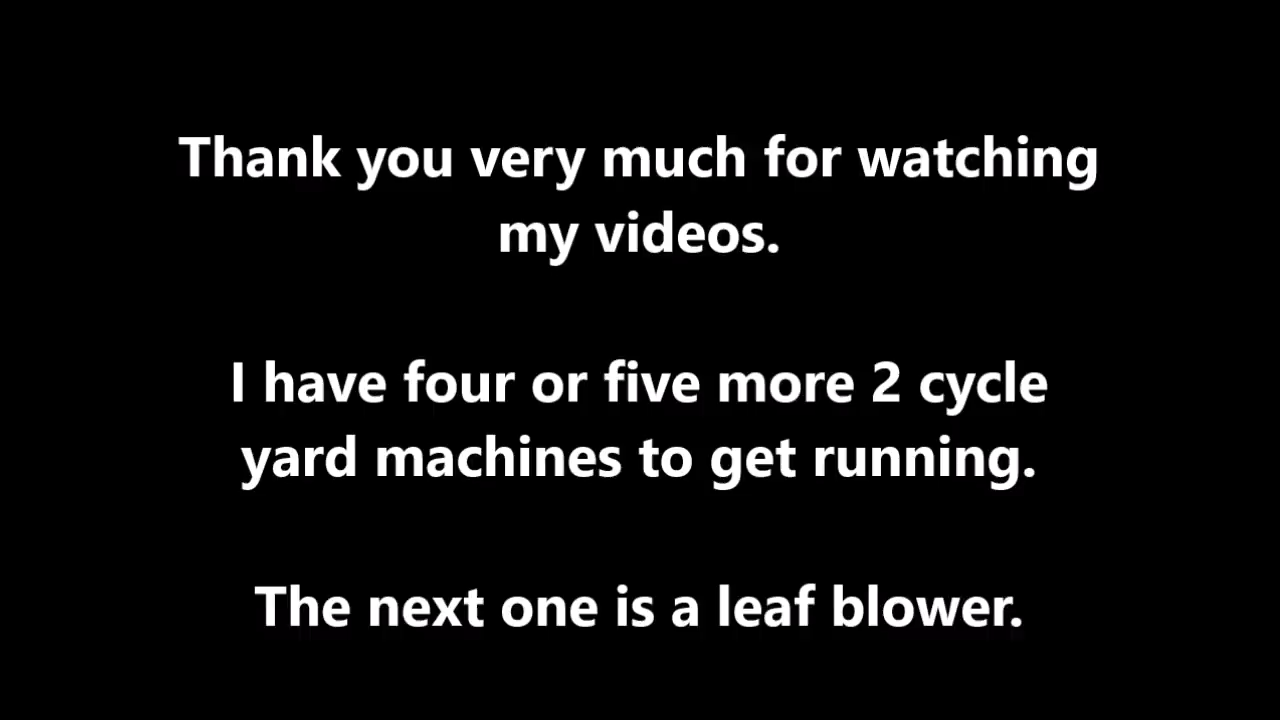 Thank you very much for watching
my videos.
I have four or five more 2 cycle
yard machines to get running.
The next one is a leaf blower.